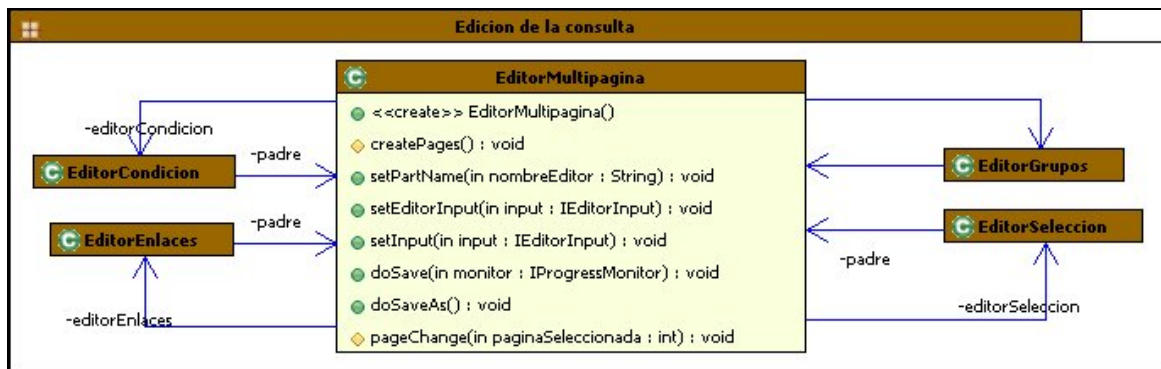 Edicion de la consulta
EditorMultipagina
<<create>> EditorMultipagina()
createPages() : void
setPartName(in nombreEditor : String) : void
setEditorInput(in input : IEditorInput) : void
setInput(in input : IEditorInput) : void
doSave(in monitor : IProgressMonitor) : void
doSaveAs() : void
pageChange(in paginaSeleccionada : int) : void
-editorCondicion
C EditorCondicion
-padre
C EditorEnlaces
-padre
-editorEnlaces
C EditorGrupos
C EditorSeleccion
-padre
-editorSeleccion